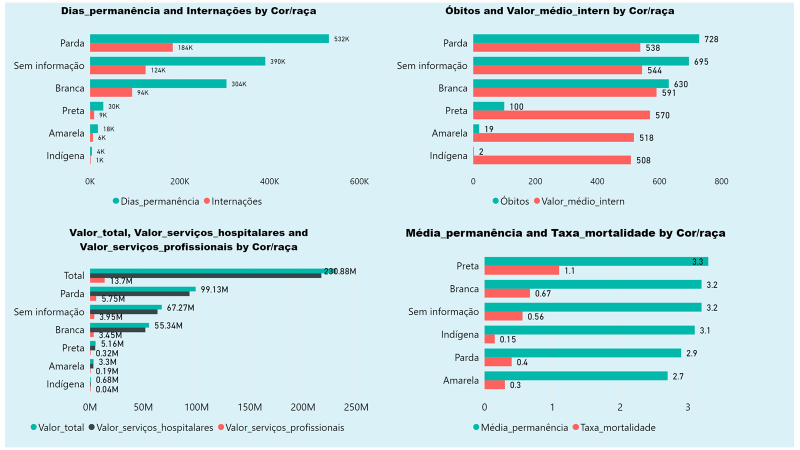 Dias_permanência and Internações by Cor/raça
Parda
532K
184K
Sem informação
390K
124K
Branca
304K
94K
Preta
30K
9K
Amarela
18K
6K
Indígena
4K
1K
0K 200K 400K 600K
Dias_permanência Internações
Óbitos and Valor_médio_intern by Cor/raça
Parda
728
538
Sem informação
695
544
Branca
630
591
Preta
100
570
Amarela
19
518
Indígena
2
508
0 200 400 600 800
Óbitos Valor_médio_intern
Valor_total, Valor_serviços_hospitalares and
Valor_serviços_profissionais by Cor/raça
Total
230.88M
13.7M
Parda
99.13M
5.75M
Sem informação
67.27M
3.95M
Branca
55.34M
3.45M
Preta
5.16M
0.32M
Amarela
3.3M
0.19M
Indígena
0.68M
0.04M
0M 50M 100M 150M 200M 250M
Valor_total Valor_serviços_hospitalares Valor_serviços_profissionais
Média_permanência and Taxa_mortalidade by Cor/raça
Preta
3.3
1.1
Branca
3.2
0.67
Sem informação
3.2
0.56
Indígena
3.1
0.15
Parda
2.9
0.4
Amarela
2.7
0.3
0 1 2 3
Média_permanência Taxa_mortalidade